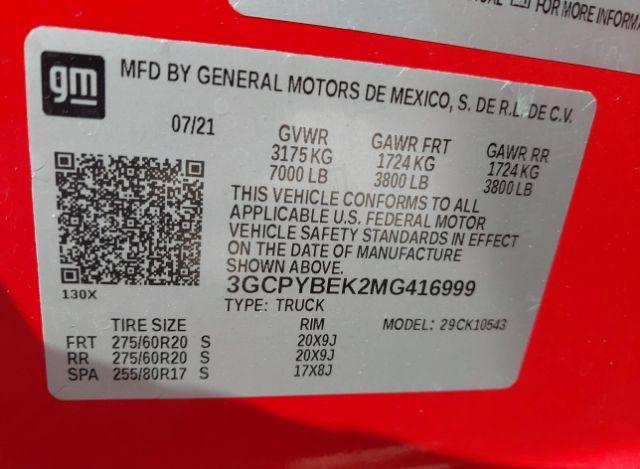 NUAL FOR MORE INFORMA
gm
MFD BY GENERAL MOTORS DE MEXICO, S. DE R.L. DE C.V.
07/21 GVWR GAWR FRT GAWR RR
3175 KG 1724 KG 1724 KG
7000 LB 3800 LB 3800 LB
THIS VEHICLE CONFORMS TO ALL
APPLICABLE U.S. FEDERAL MOTOR
VEHICLE SAFETY STANDARDS IN EFFECT
ON THE DATE OF MANUFACTURE
SHOWN ABOVE.
3GCPYBEK2MG416999
130X TYPE: TRUCK
TIRE SIZE RIM MODEL: 29CK10543
FRT 275/60R20 S 20X9J
RR 275/60R20 S 20X9J
SPA 255/80R17 S 17X8J